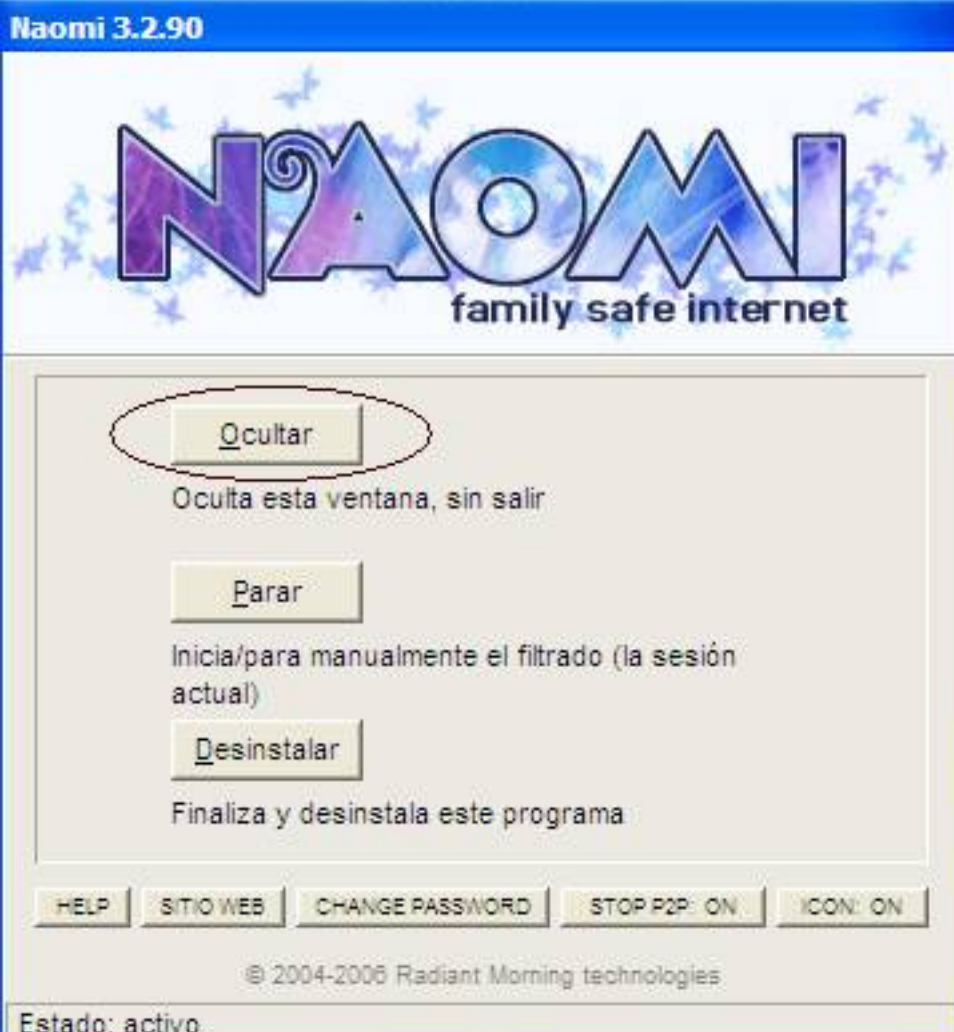 Naomi 3.2.90
NAOMI
family safe internet
Ocultar
Oculta esta ventana, sin salir
Parar
Inicia/para manualmente el filtrado (la sesión
actual)
Desinstalar
Finaliza y desinstala este programa
HELP SITIO WEB CHANGE PASSWORD STOP P2P: ON ICON: ON
© 2004-2006 Radiant Morning technologies
Estado: activo